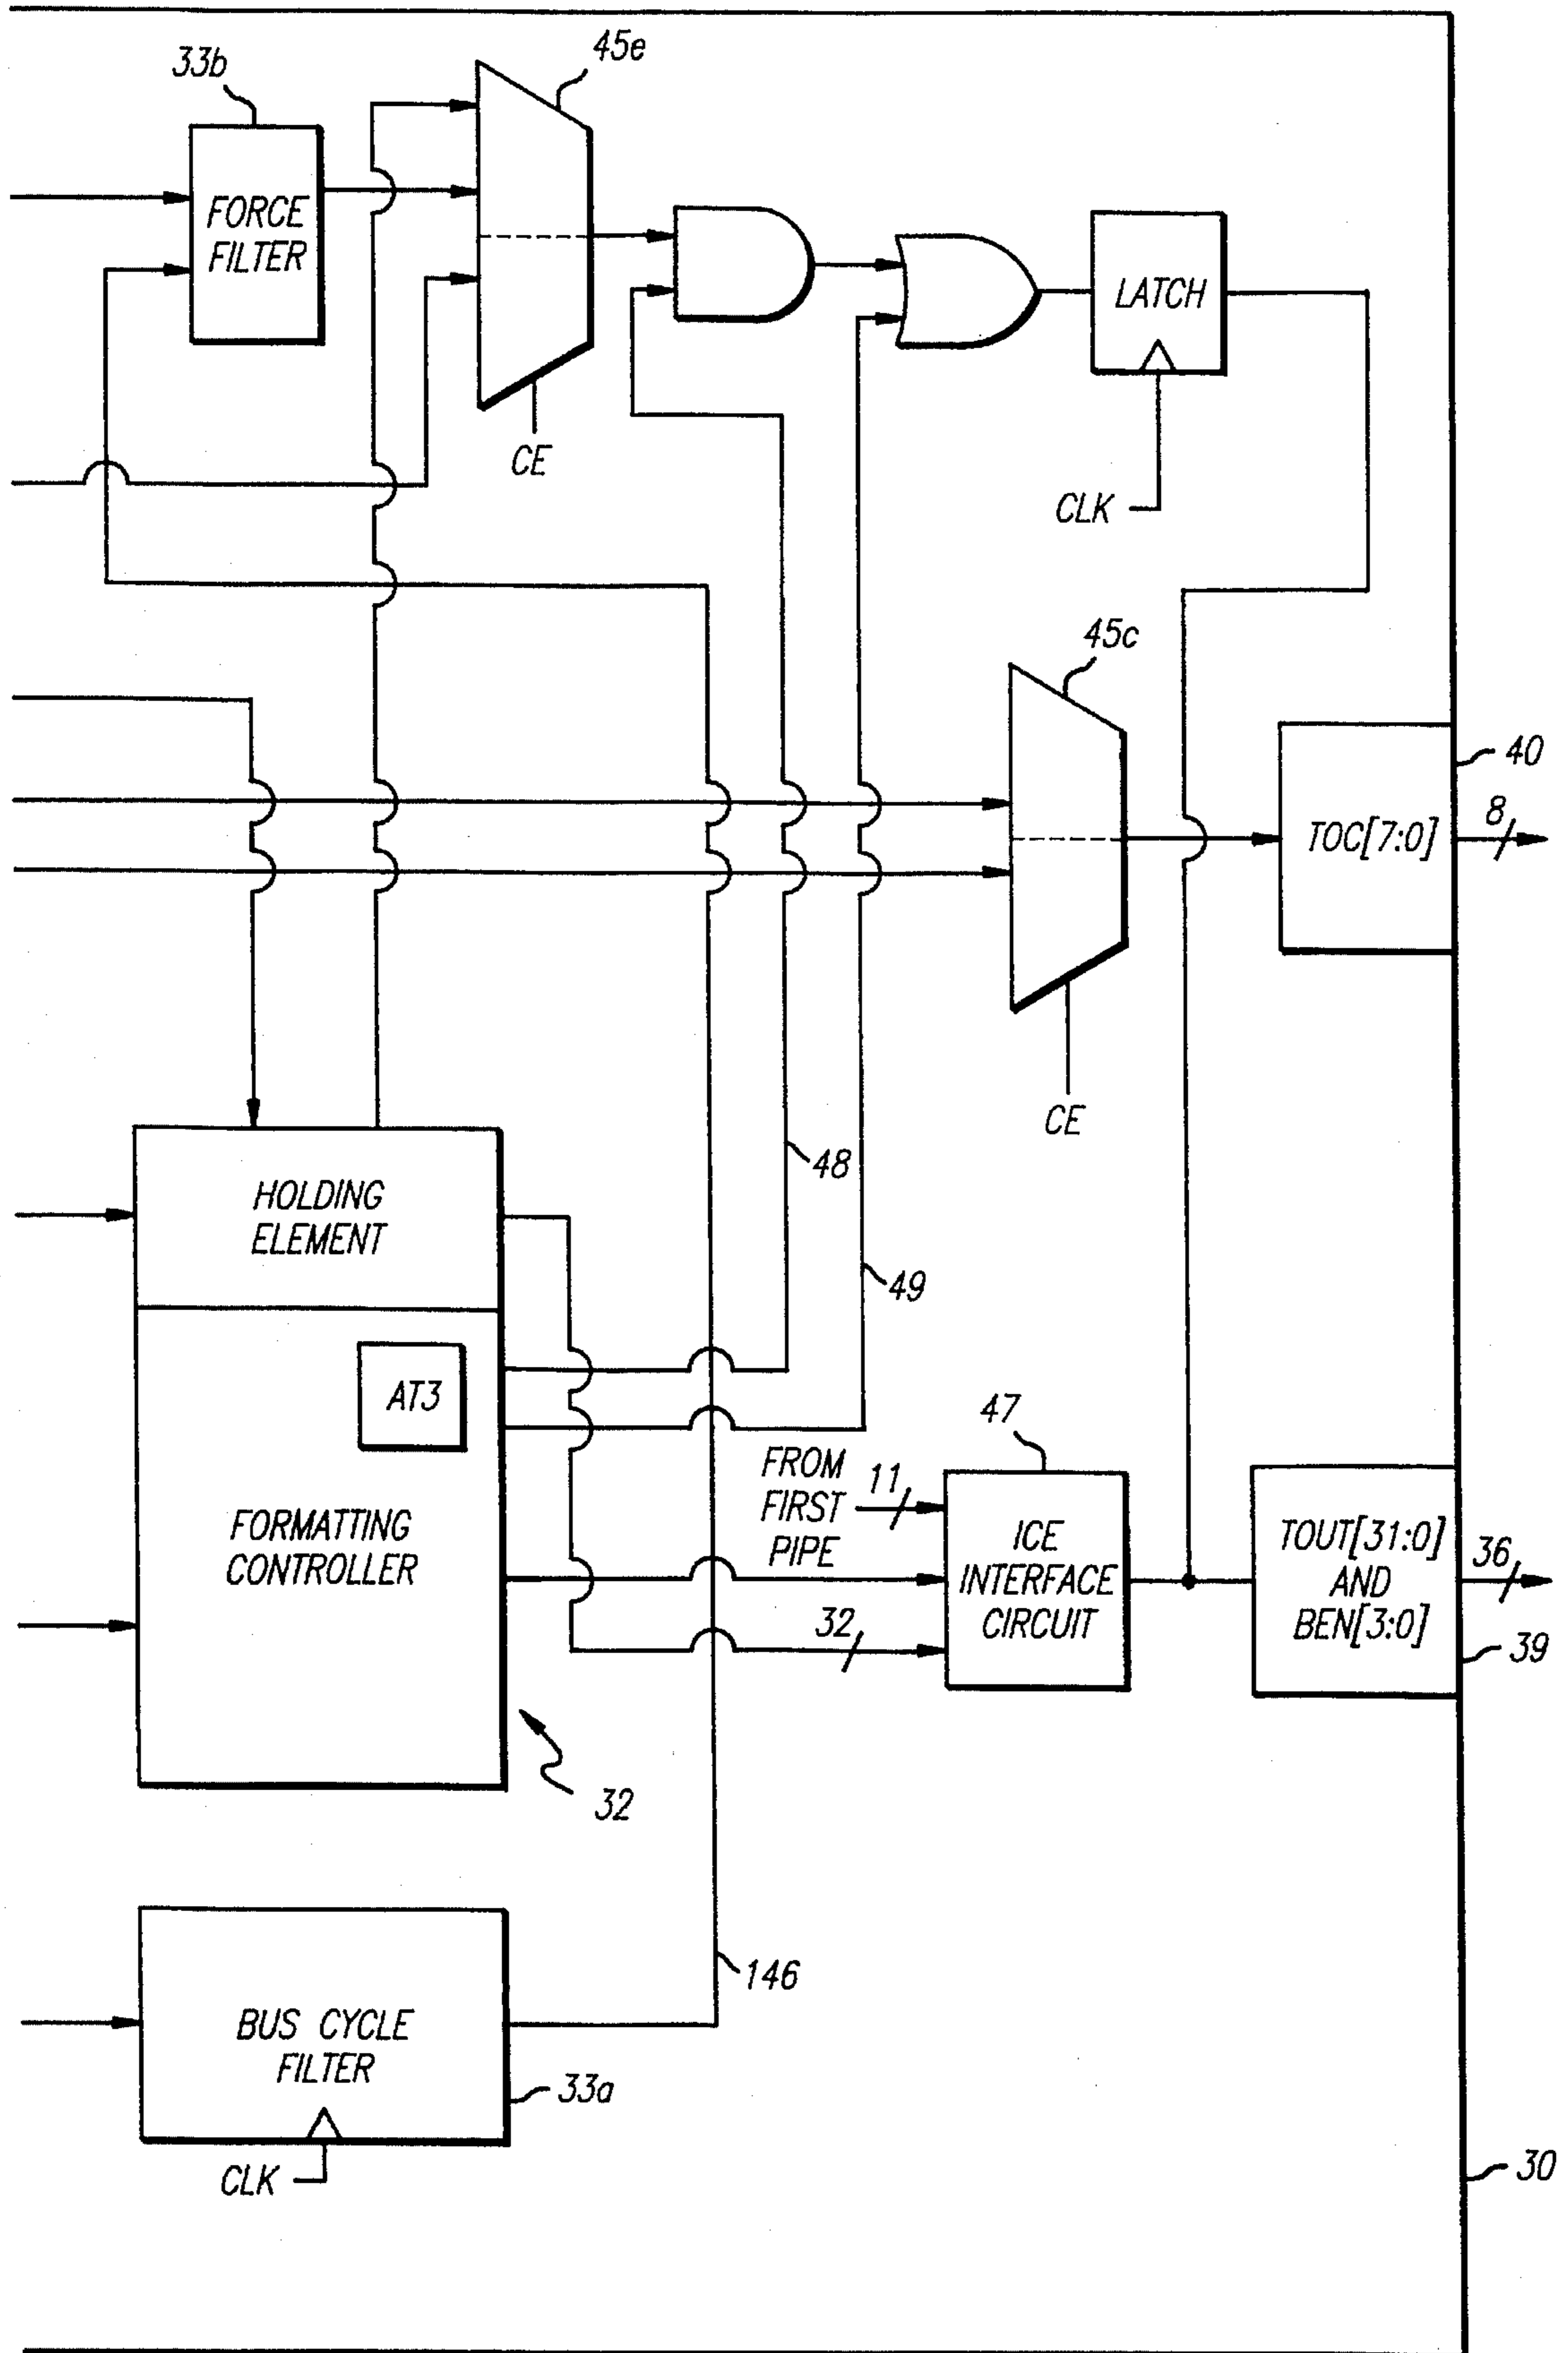 33b
45e
FORCE
FILTER
LATCH
CE
CLK
45c
40
TOC[7:0]
8
CE
48
HOLDING
ELEMENT
49
AT3
47
FROM
FIRST
PIPE
11
FORMATTING
CONTROLLER
ICE
INTERFACE
CIRCUIT
TOUT[31:0]
AND
BEN[3:0]
36
32
39
32
146
BUS CYCLE
FILTER
33a
CLK
30